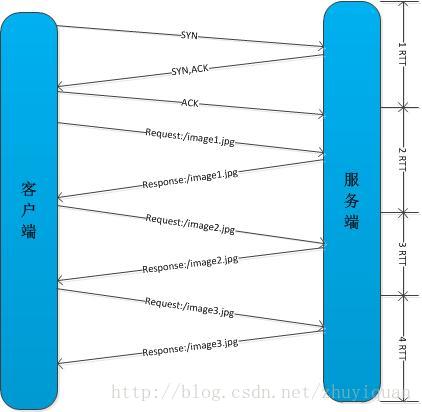 SYN
SYN,ACK
ACK
Request:/image1.jpg
Response:/image1.jpg
Request:/image2.jpg
Response:/image2.jpg
Request:/image3.jpg
Response:/image3.jpg
客户端
服务端
1 RTT
2 RTT
3 RTT
4 RTT
http://blog.csdn.net/zhuyiquan